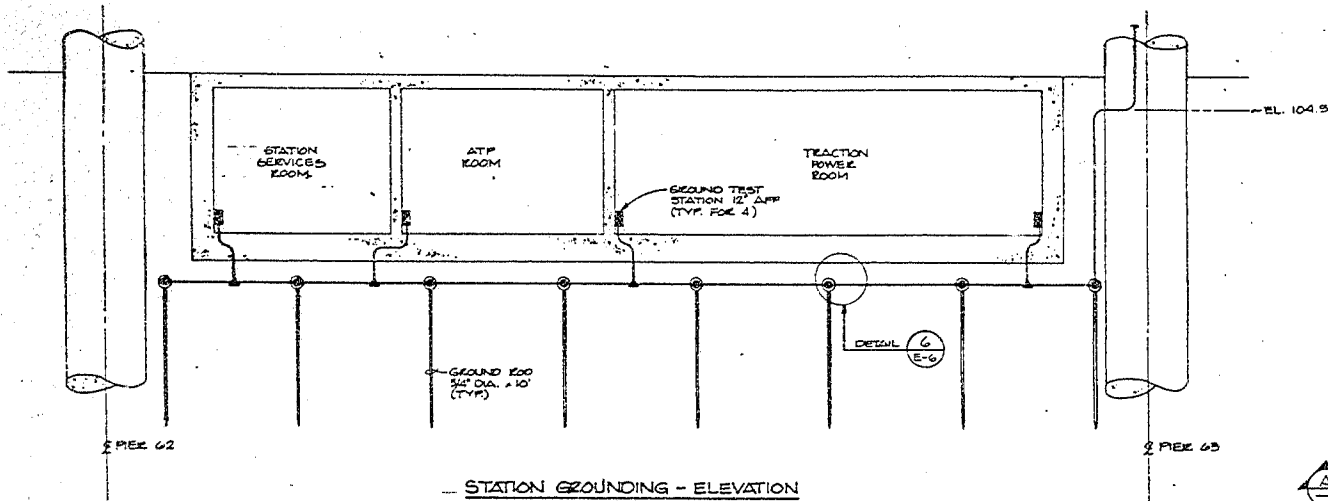 STATION
SERVICES
ROOM
ATP
ROOM
TRACTION
POWER
ROOM
EL. 104.5
GROUND TEST
STATION 12" AFF
(TYP. FOR 4)
DETAIL 6
E-6
GROUND ROD
3/4" DIA. x 10'
(TYP.)
℄ PIER 62
℄ PIER 63
STATION GROUNDING - ELEVATION